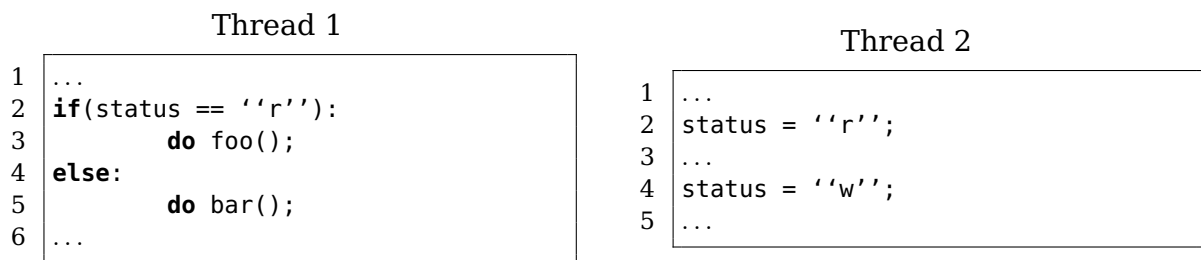 Thread 1
1 ...
2 if(status == ‘‘r’’):
3 do foo();
4 else:
5 do bar();
6 ...
Thread 2
1 ...
2 status = ‘‘r’’;
3 ...
4 status = ‘‘w’’;
5 ...